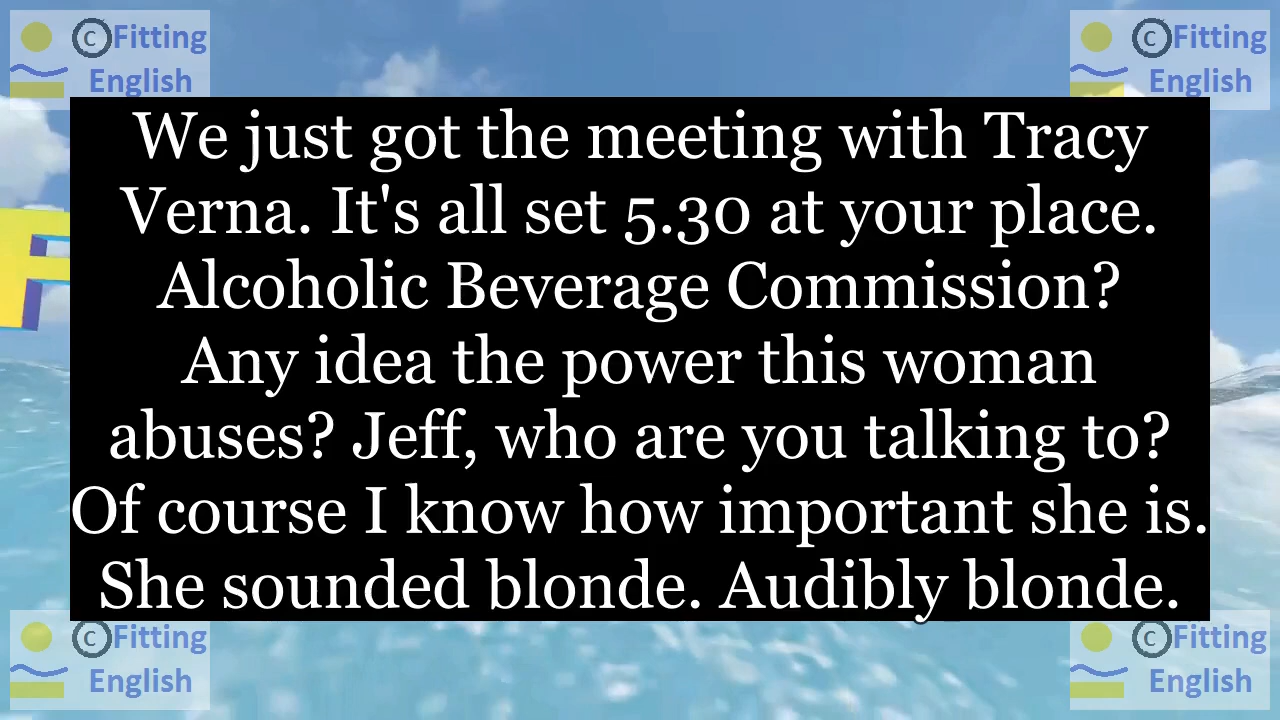 ©Fitting
English
©Fitting
English
We just got the meeting with Tracy
Verna. It's all set 5.30 at your place.
Alcoholic Beverage Commission?
Any idea the power this woman
abuses? Jeff, who are you talking to?
Of course I know how important she is.
She sounded blonde. Audibly blonde.
F
©Fitting
English
©Fitting
English